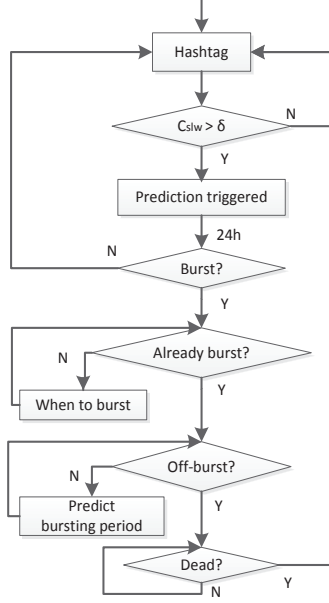 Hashtag
Cslw > δ
N
Y
Prediction triggered
24h
N
Burst?
Y
Already burst?
N
Y
When to burst
Off-burst?
N
Y
Predict
bursting period
Dead?
Y
N